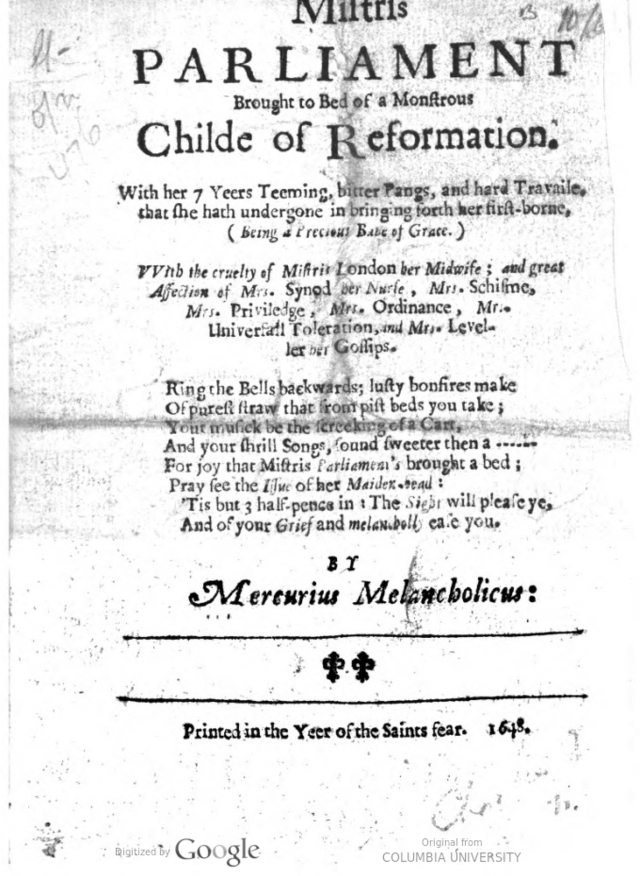 Miſtris
PARLIAMENT
Brought to Bed of a Monſtrous
Childe of Reformation.
With her 7 Yeers Teeming, bitter Pangs, and hard Travaile,
that ſhe hath undergone in bringing forth her firſt-borne,
( being a Precious Babe of Grace. )
VVith the cruelty of Miſtris London her Midwife ; and great
Affection of Mrs. Synod her Nurſe , Mrs. Schiſme,
Mrs. Priviledge , Mrs. Ordinance , Mr.
Univerſall Toleration, and Mrs. Level-
ler her Goſſips.
Ring the Bells backwards; luſty bonfires make
Of pureſt ſtraw that from piſt beds you take ;
Your muſick be the ſcreeking of a Cart,
And your ſhrill Songs, ſound ſweeter then a ------
For joy that Miſtris Parliament's brought a bed ;
Pray ſee the Iſſue of her Maiden-head :
'Tis but 3 half-pence in : The Sight will pleaſe ye,
And of your Grief and melancholly eaſe you.
BY
Mercurius Melancholicus:
Printed in the Yeer of the Saints fear. 1648.
Digitized by Google
Original from
COLUMBIA UNIVERSITY